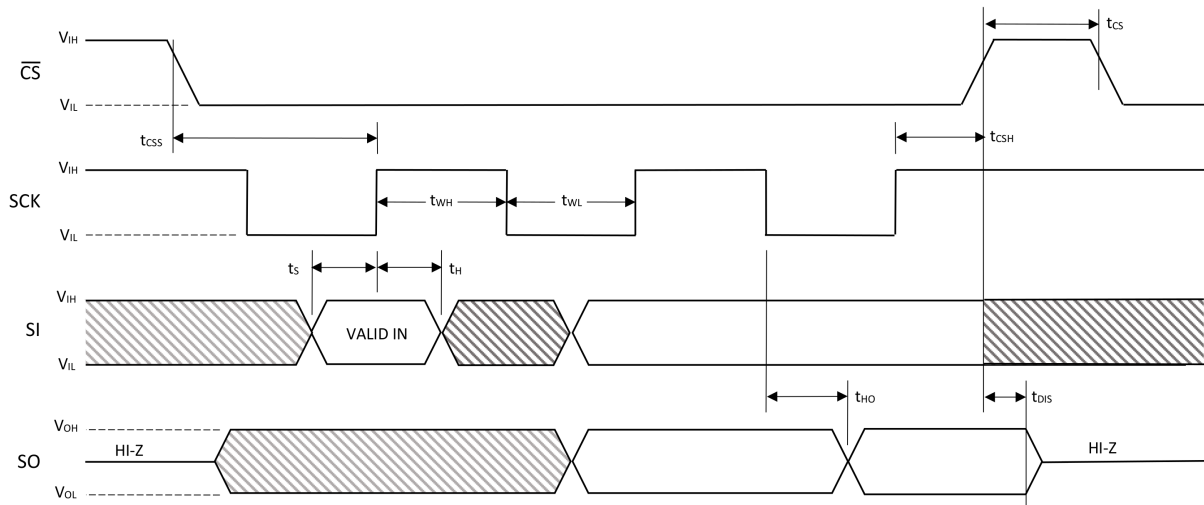 VIH
tCS
CS
VIL
tCSS
tCSH
VIH
SCK
tWH
tWL
VIL
tS
tH
VIH
SI
VALID IN
VIL
tHO
tDIS
VOH
HI-Z
HI-Z
SO
VOL